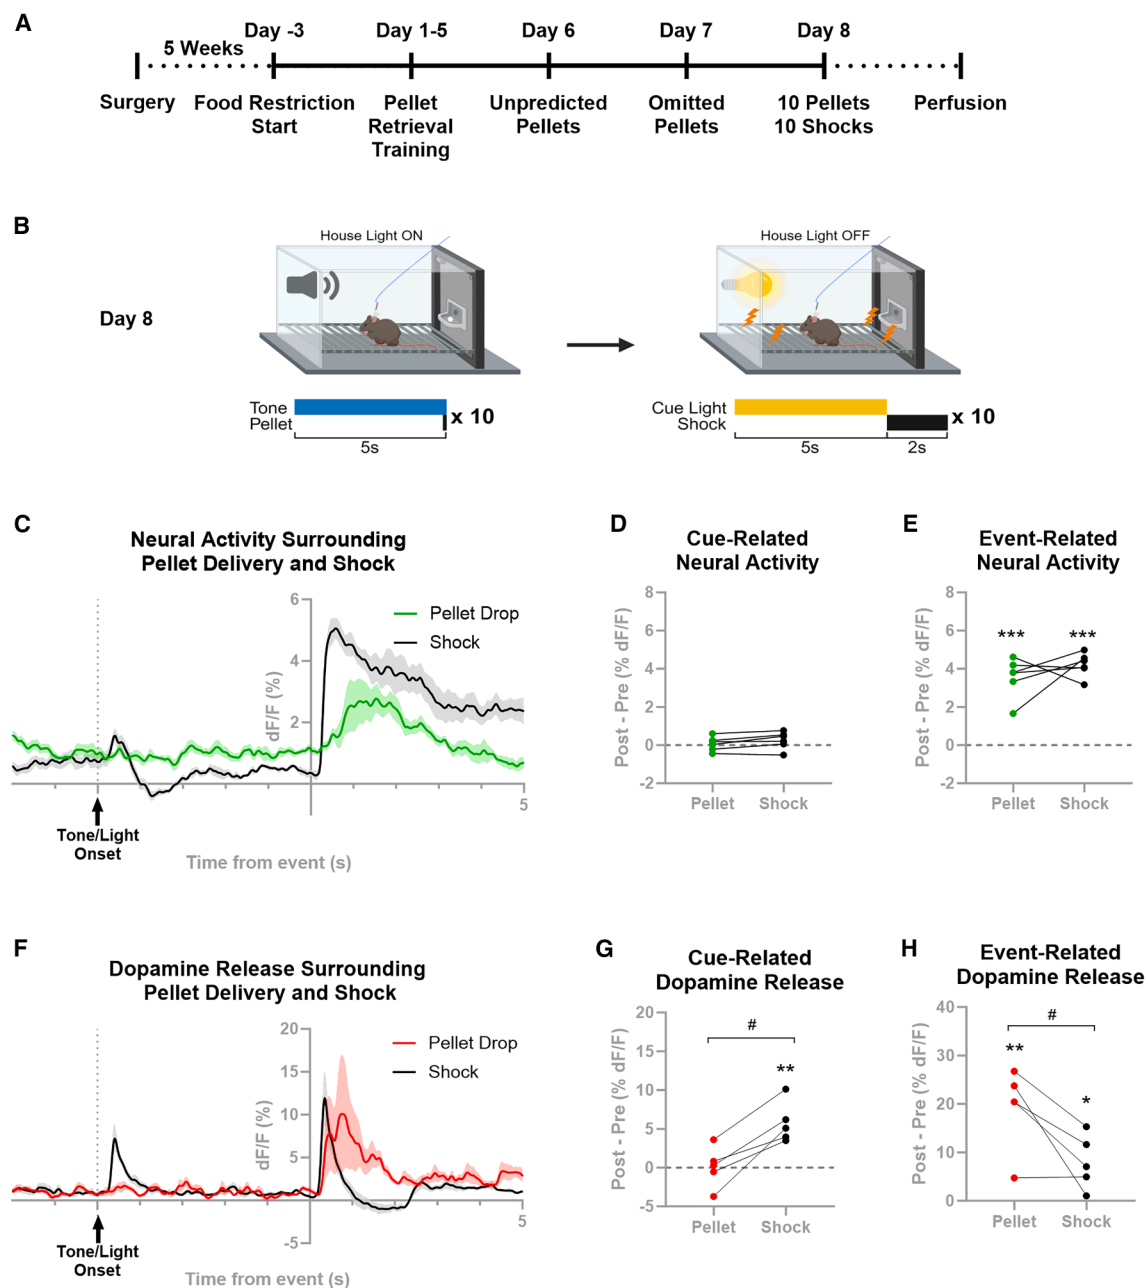 A
Day -3
Day 1-5
Day 6
Day 7
Day 8
5 Weeks
Surgery
Food Restriction
Start
Pellet
Retrieval
Training
Unpredicted
Pellets
Omitted
Pellets
10 Pellets
10 Shocks
Perfusion
B
House Light ON
House Light OFF
Day 8
Tone
Pellet
x 10
5s
Cue Light
Shock
x 10
5s
2s
C
Neural Activity Surrounding
Pellet Delivery and Shock
Pellet Drop
Shock
dF/F (%)
6
4
2
5
Tone/Light
Onset
Time from event (s)
D
Cue-Related
Neural Activity
Post - Pre (% dF/F)
8
6
4
2
0
-2
Pellet
Shock
E
Event-Related
Neural Activity
Post - Pre (% dF/F)
8
6
4
2
0
-2
***
***
Pellet
Shock
F
Dopamine Release Surrounding
Pellet Delivery and Shock
Pellet Drop
Shock
dF/F (%)
20
15
10
5
-5
5
Tone/Light
Onset
Time from event (s)
G
Cue-Related
Dopamine Release
Post - Pre (% dF/F)
20
15
10
5
0
-5
#
**
Pellet
Shock
H
Event-Related
Dopamine Release
Post - Pre (% dF/F)
40
30
20
10
0
#
**
*
Pellet
Shock